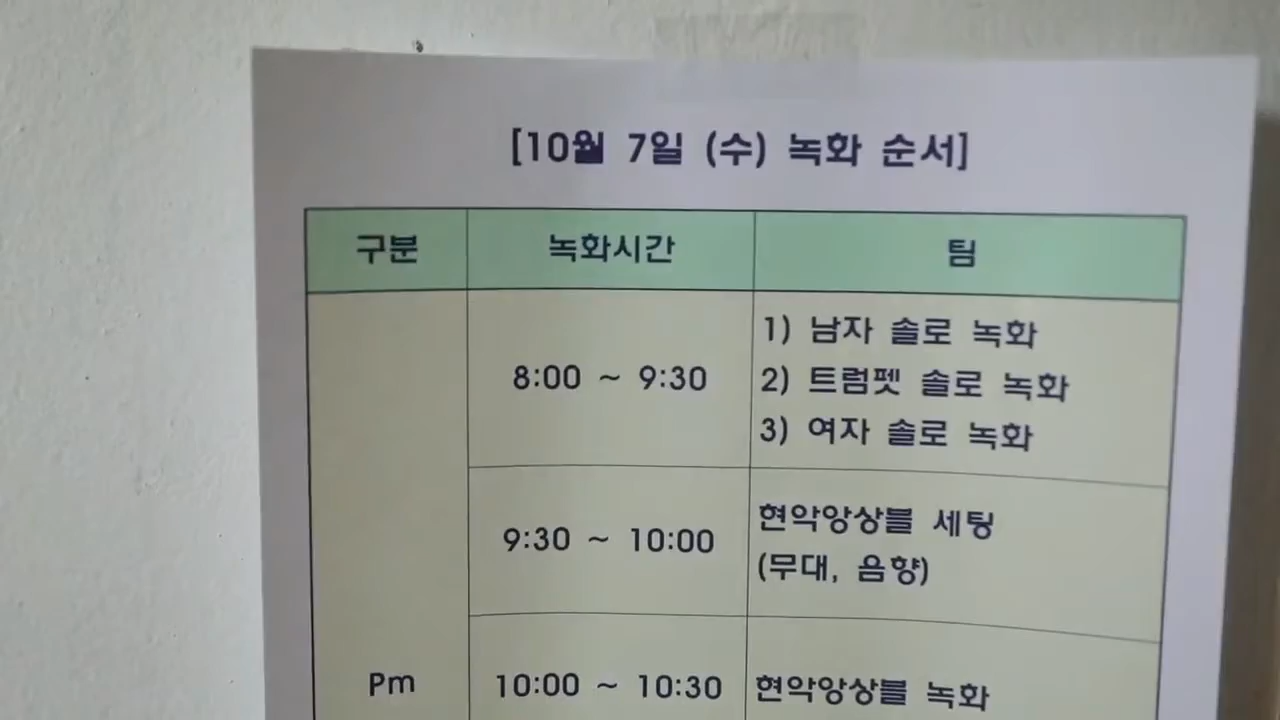 [10월 7일 (수) 녹화 순서]
구분 녹화시간 팀
8:00 ~ 9:30
1) 남자 솔로 녹화
2) 트럼펫 솔로 녹화
3) 여자 솔로 녹화
9:30 ~ 10:00
현악앙상블 세팅
(무대, 음향)
Pm 10:00 ~ 10:30 현악앙상블 녹화